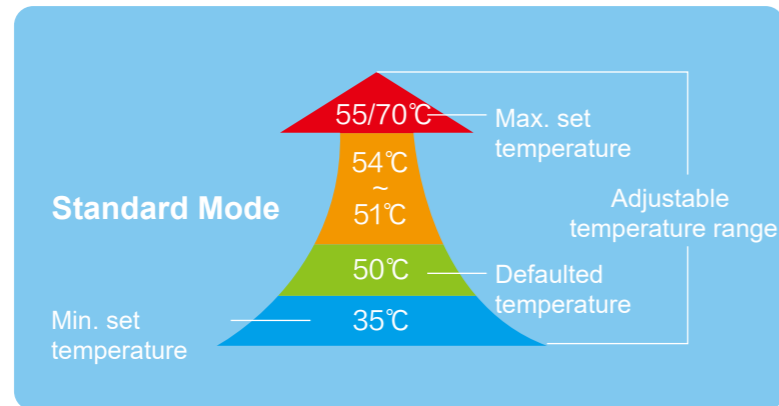 55/70℃
Max. set
temperature
54℃
~
51℃
Standard Mode
Adjustable
temperature range
50℃
Defaulted
temperature
35℃
Min. set
temperature